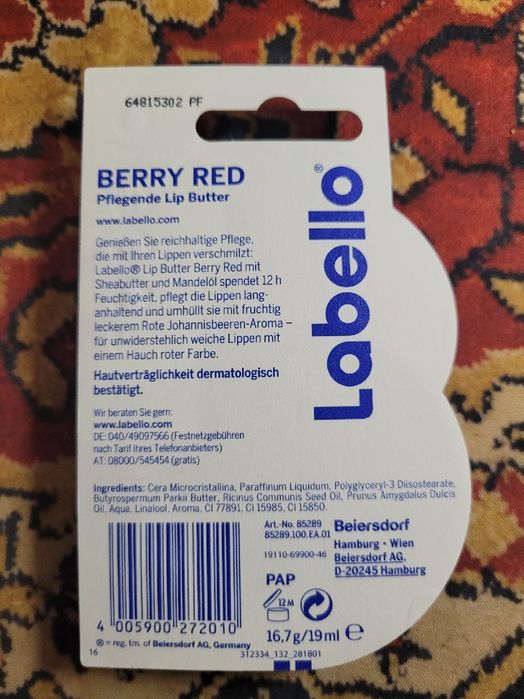 64815302 PF
BERRY RED
Pflegende Lip Butter
www.labello.com
Genießen Sie reichhaltige Pflege,
die mit Ihren Lippen verschmilzt:
Labello® Lip Butter Berry Red mit
Sheabutter und Mandelöl spendet 12 h
Feuchtigkeit, pflegt die Lippen lang-
anhaltend und umhüllt sie mit fruchtig
leckerem Rote Johannisbeeren-Aroma –
für unwiderstehlich weiche Lippen mit
einem Hauch roter Farbe.
Hautverträglichkeit dermatologisch
bestätigt.
Wir beraten Sie gern:
www.labello.com
DE: 040/49097566 (Festnetzgebühren
nach Tarif Ihres Telefonanbieters)
AT: 08000/545454 (gratis)
Labello®
Ingredients: Cera Microcristallina, Paraffinum Liquidum, Polyglyceryl-3 Diisostearate,
Butyrospermum Parkii Butter, Ricinus Communis Seed Oil, Prunus Amygdalus Dulcis
Oil, Aqua, Linalool, Aroma, CI 77891, CI 15985, CI 15850.
Art.-No. 85289
85289.100.EA.01
19110-69900-46
Beiersdorf
Hamburg · Wien
Beiersdorf AG,
D-20245 Hamburg
PAP
12 M
16,7 g/19 ml ℮
4 005900 272010
® = reg. tm. of Beiersdorf AG, Germany
16
312334_132_281801